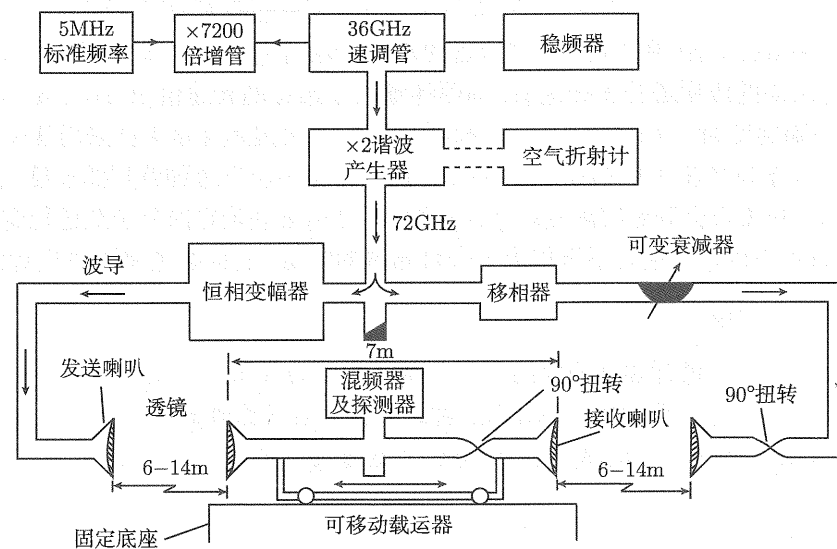 5MHz
标准频率
×7200
倍增管
36GHz
速调管
稳频器
×2谐波
产生器
空气折射计
72GHz
可变衰减器
波导
恒相变幅器
移相器
7m
发送喇叭
透镜
混频器
及探测器
90°扭转
接收喇叭
90°扭转
6−14m
6−14m
可移动载运器
固定底座